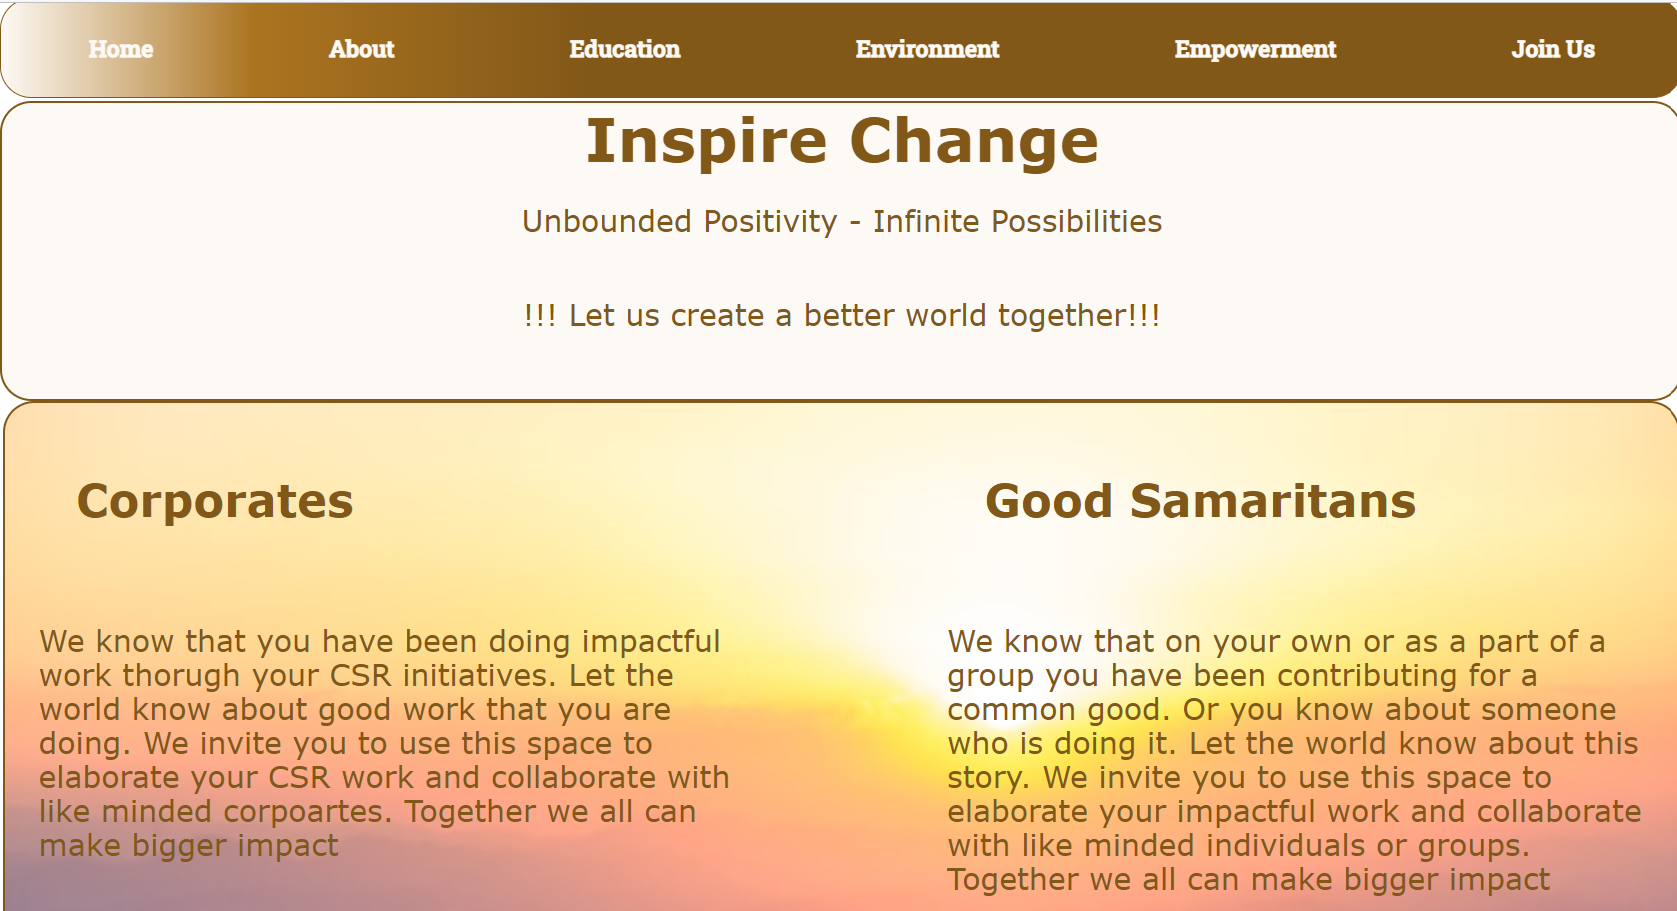 Home About Education Environment Empowerment Join Us
Inspire Change
Unbounded Positivity - Infinite Possibilities
!!! Let us create a better world together!!!
Corporates
We know that you have been doing impactful
work thorugh your CSR initiatives. Let the
world know about good work that you are
doing. We invite you to use this space to
elaborate your CSR work and collaborate with
like minded corpoartes. Together we all can
make bigger impact
Good Samaritans
We know that on your own or as a part of a
group you have been contributing for a
common good. Or you know about someone
who is doing it. Let the world know about this
story. We invite you to use this space to
elaborate your impactful work and collaborate
with like minded individuals or groups.
Together we all can make bigger impact